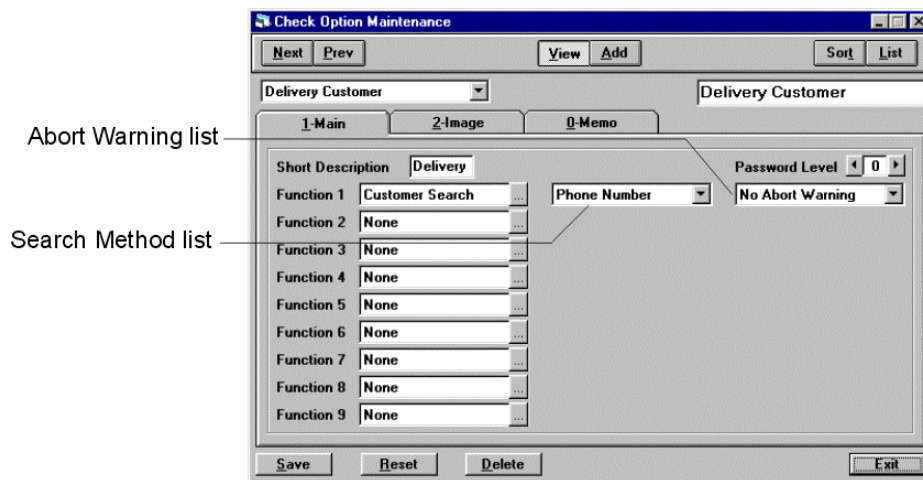 Check Option Maintenance
Next Prev View Add Sort List
Delivery Customer Delivery Customer
1-Main 2-Image 0-Memo
Abort Warning list
Short Description Delivery Password Level 0
Function 1 Customer Search ... Phone Number No Abort Warning
Function 2 None ...
Search Method list
Function 3 None ...
Function 4 None ...
Function 5 None ...
Function 6 None ...
Function 7 None ...
Function 8 None ...
Function 9 None ...
Save Reset Delete Exit